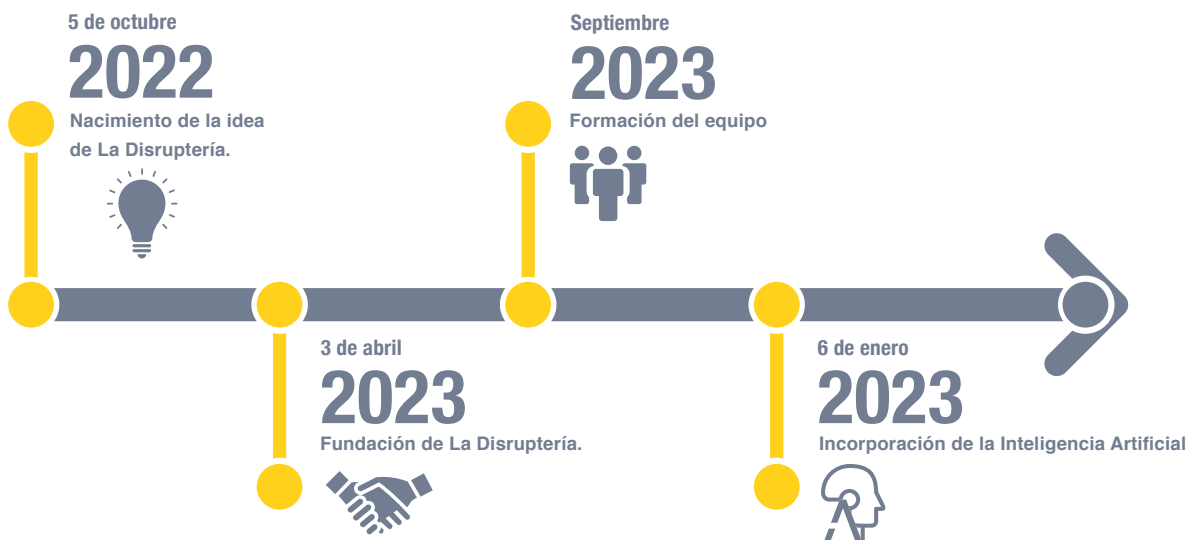 5 de octubre
2022
Nacimiento de la idea
de La Disruptería.
3 de abril
2023
Fundación de La Disruptería.
Septiembre
2023
Formación del equipo
6 de enero
2023
Incorporación de la Inteligencia Artificial